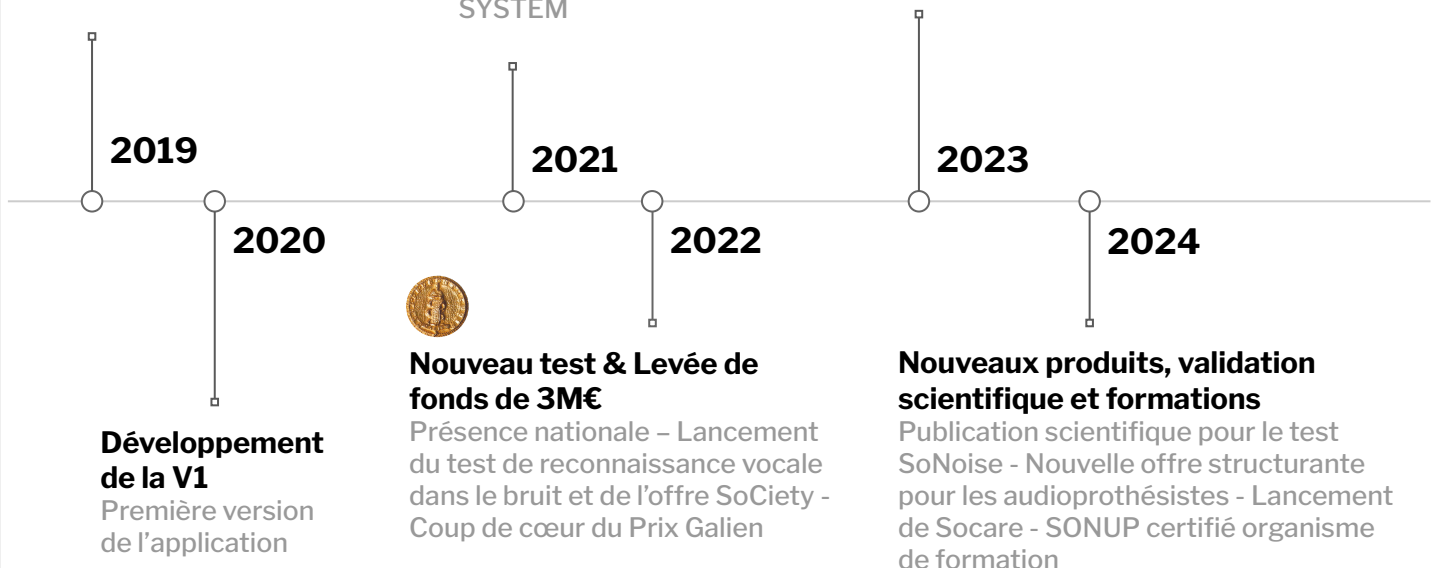 SYSTEM
2019
2021
2023
2020
2022
2024
Développement
de la V1
Première version
de l'application
Nouveau test & Levée de
fonds de 3M€
Présence nationale – Lancement
du test de reconnaissance vocale
dans le bruit et de l'offre SoCiety -
Coup de cœur du Prix Galien
Nouveaux produits, validation
scientifique et formations
Publication scientifique pour le test
SoNoise - Nouvelle offre structurante
pour les audioprothésistes - Lancement
de Socare - SONUP certifié organisme
de formation